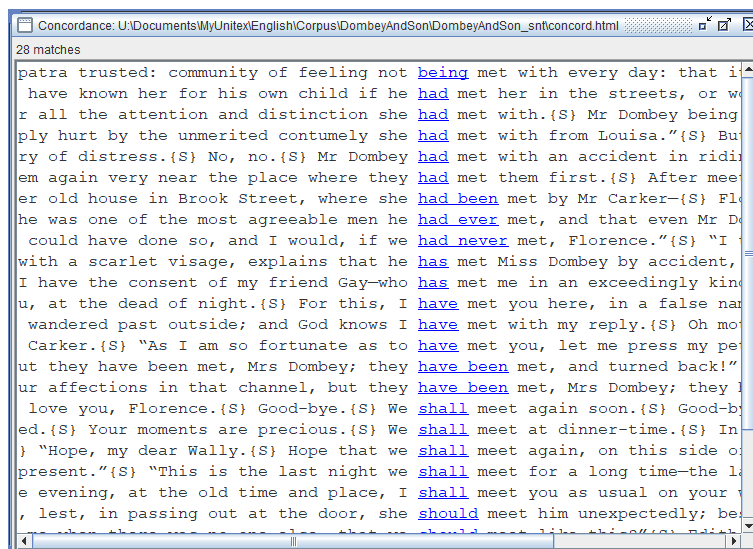 Concordance: U:\Documents\MyUnitex\English\Corpus\DombeyAndSon\DombeyAndSon_snt\concord.html
28 matches
patra trusted: community of feeling not being met with every day: that i
have known her for his own child if he had met her in the streets, or w
r all the attention and distinction she had met with.{S} Mr Dombey being
ply hurt by the unmerited contumely she had met with from Louisa.”{S} Bu
ry of distress.{S} No, no.{S} Mr Dombey had met with an accident in ridi
em again very near the place where they had met them first.{S} After mee
er old house in Brook Street, where she had been met by Mr Carker—{S} Fl
he was one of the most agreeable men he had ever met, and that even Mr D
could have done so, and I would, if we had never met, Florence.”{S} “I
with a scarlet visage, explains that he has met Miss Dombey by accident,
I have the consent of my friend Gay—who has met me in an exceedingly kin
u, at the dead of night.{S} For this, I have met you here, in a false na
wandered past outside; and God knows I have met with my reply.{S} Oh mo
Carker.{S} “As I am so fortunate as to have met you, let me press my pe
ut they have been met, Mrs Dombey; they have been met, and turned back!”
ur affections in that channel, but they have been met, Mrs Dombey; they
love you, Florence.{S} Good-bye.{S} We shall meet again soon.{S} Good-b
ed.{S} Your moments are precious.{S} We shall meet at dinner-time.{S} In
} “Hope, my dear Wally.{S} Hope that we shall meet again, on this side o
present.”{S} “This is the last night we shall meet for a long time—the la
e evening, at the old time and place, I shall meet you as usual on your
, lest, in passing out at the door, she should meet him unexpectedly; be